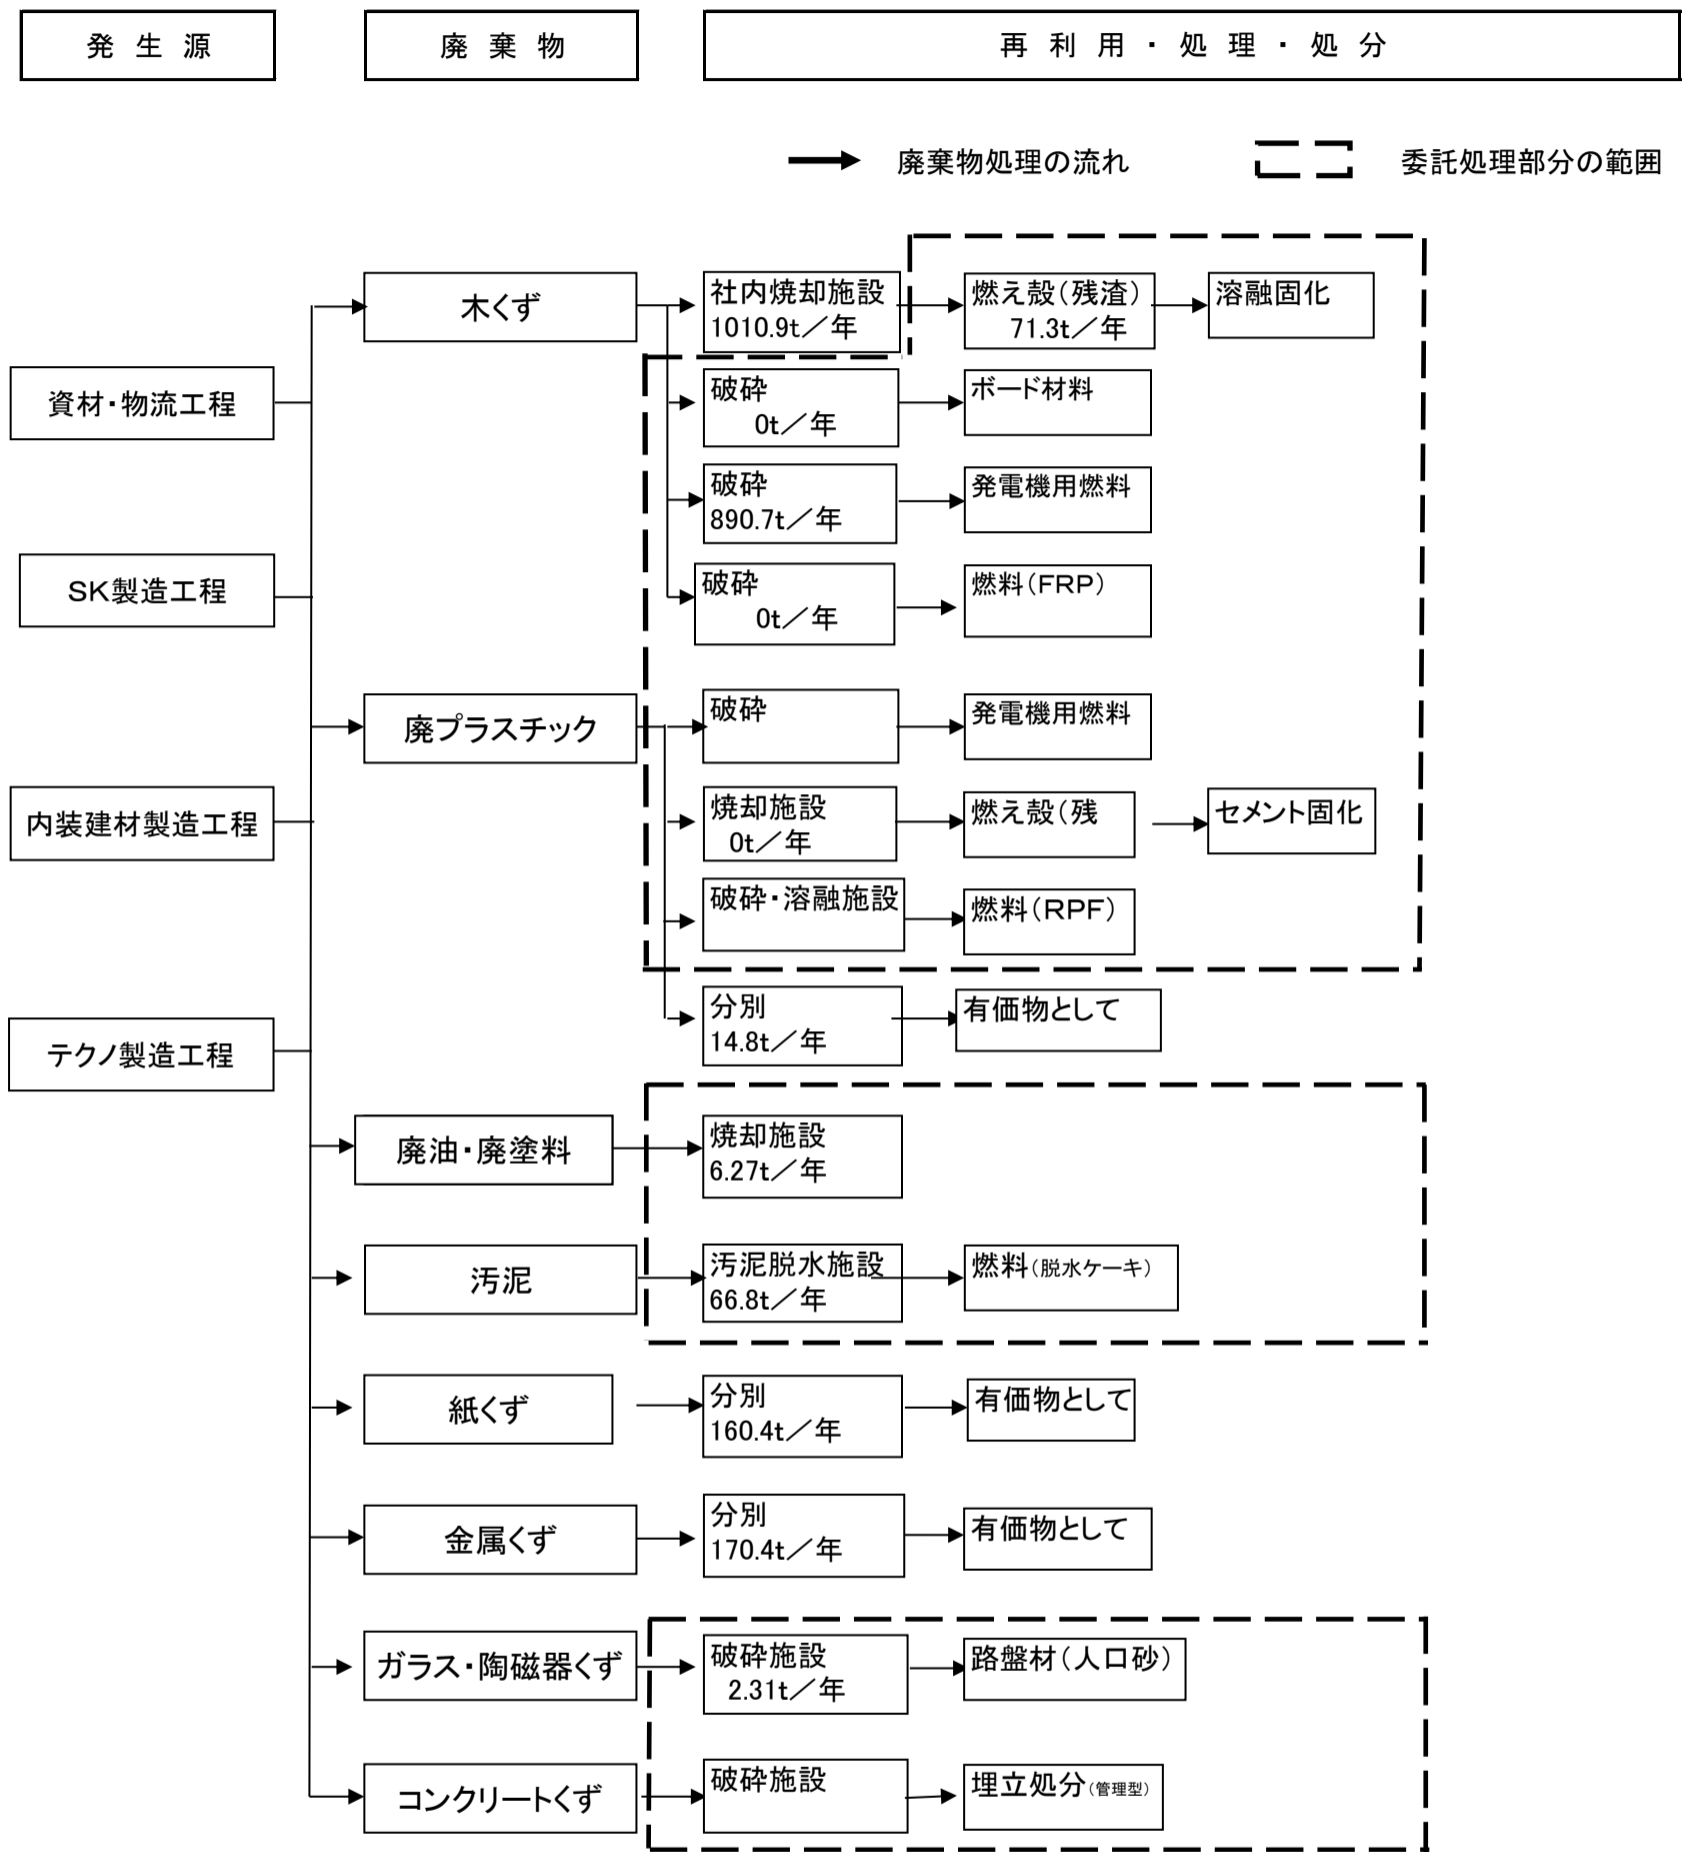 発生源
廃棄物
再利用・処理・処分
廃棄物処理の流れ
委託処理部分の範囲
木くず
社内焼却施設
1010.9t／年
燃え殻（残渣）
71.3t／年
溶融固化
資材・物流工程
破砕
0t／年
ボード材料
破砕
890.7t／年
発電機用燃料
SK製造工程
破砕
0t／年
燃料（FRP）
廃プラスチック
破砕
発電機用燃料
内装建材製造工程
焼却施設
0t／年
燃え殻（残
セメント固化
破砕・溶融施設
燃料（RPF）
テクノ製造工程
分別
14.8t／年
有価物として
廃油・廃塗料
焼却施設
6.27t／年
汚泥
汚泥脱水施設
66.8t／年
燃料（脱水ケーキ）
紙くず
分別
160.4t／年
有価物として
金属くず
分別
170.4t／年
有価物として
ガラス・陶磁器くず
破砕施設
2.31t／年
路盤材（人口砂）
コンクリートくず
破砕施設
埋立処分（管理型）